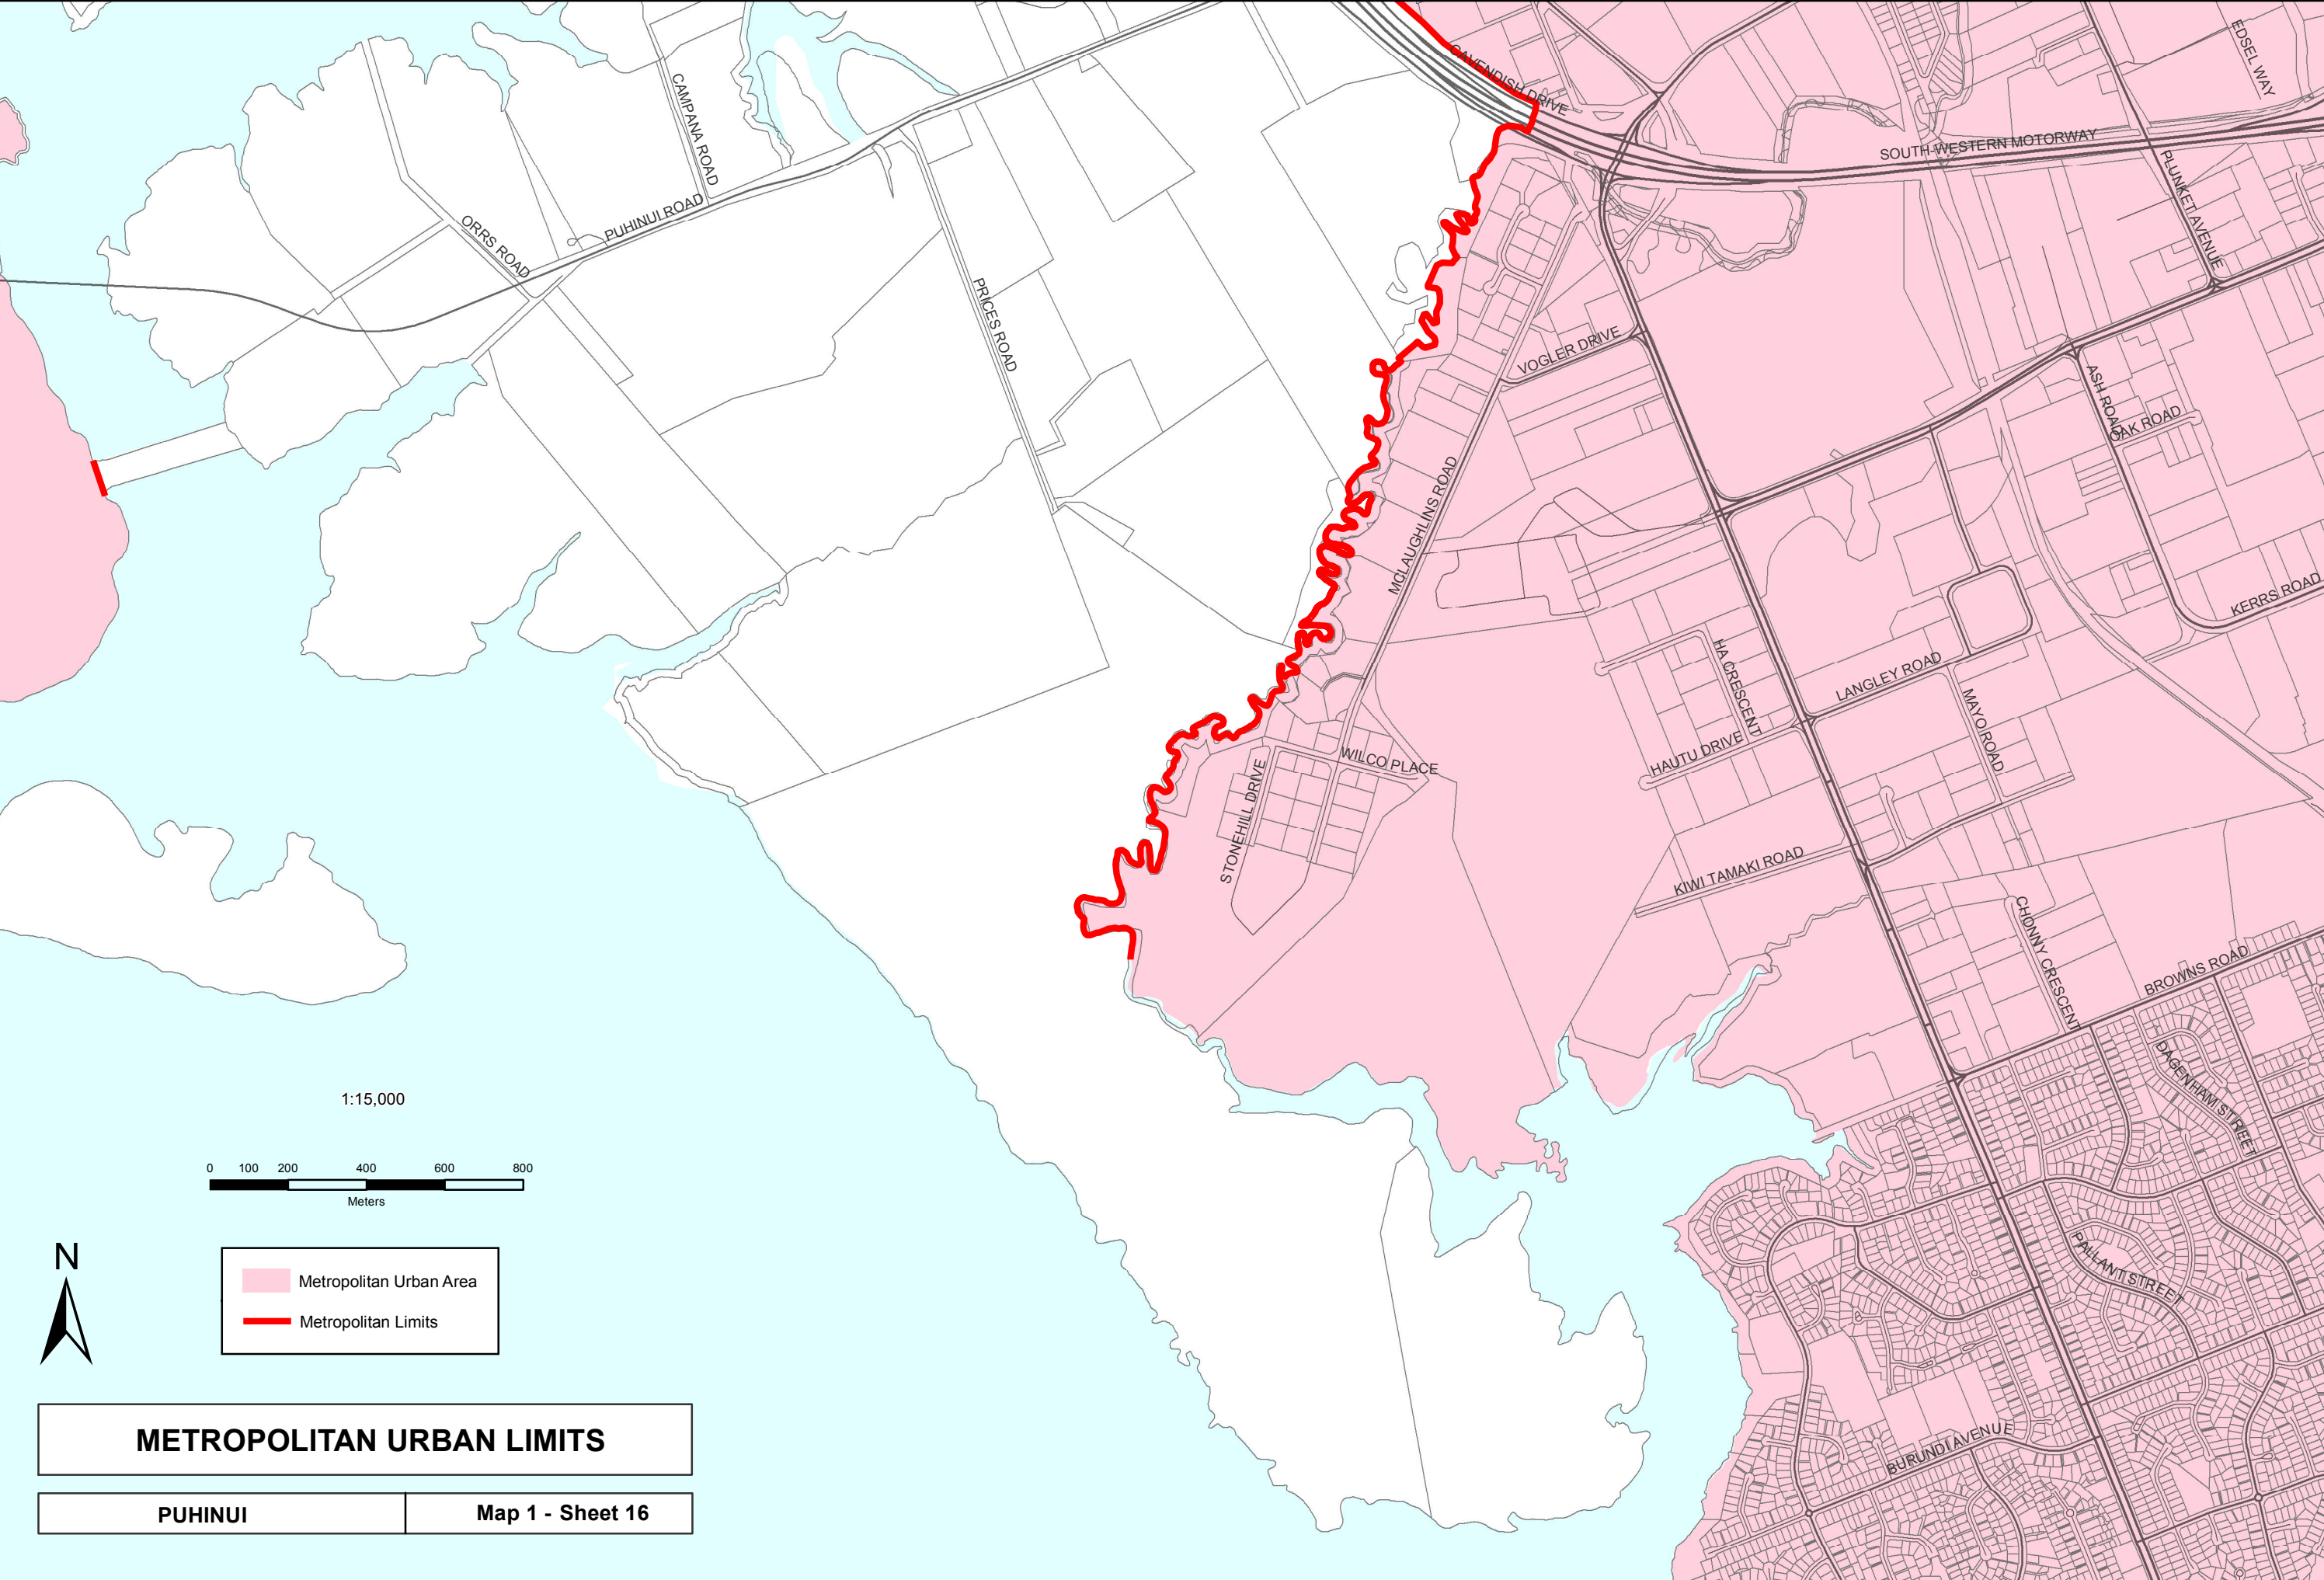 CAVENDISH DRIVE
EDSEL WAY
CAMPANA ROAD
SOUTH-WESTERN MOTORWAY
PLUNKET AVENUE
ORRS ROAD
PUHINUI ROAD
PRICES ROAD
VOGLER DRIVE
ASH ROAD
OAK ROAD
MCLAUGHLINS ROAD
KERRS ROAD
HA CRESCENT
LANGLEY ROAD
MAYO ROAD
HAUTU DRIVE
WILCO PLACE
STONEHILL DRIVE
KIWI TAMAKI ROAD
CHONNY CRESCENT
BROWNS ROAD
DAGENHAM STREET
PALLANT STREET
BURUNDI AVENUE
1:15,000
0 100 200 400 600 800
Meters
N
Metropolitan Urban Area
Metropolitan Limits
METROPOLITAN URBAN LIMITS
PUHINUI
Map 1 - Sheet 16